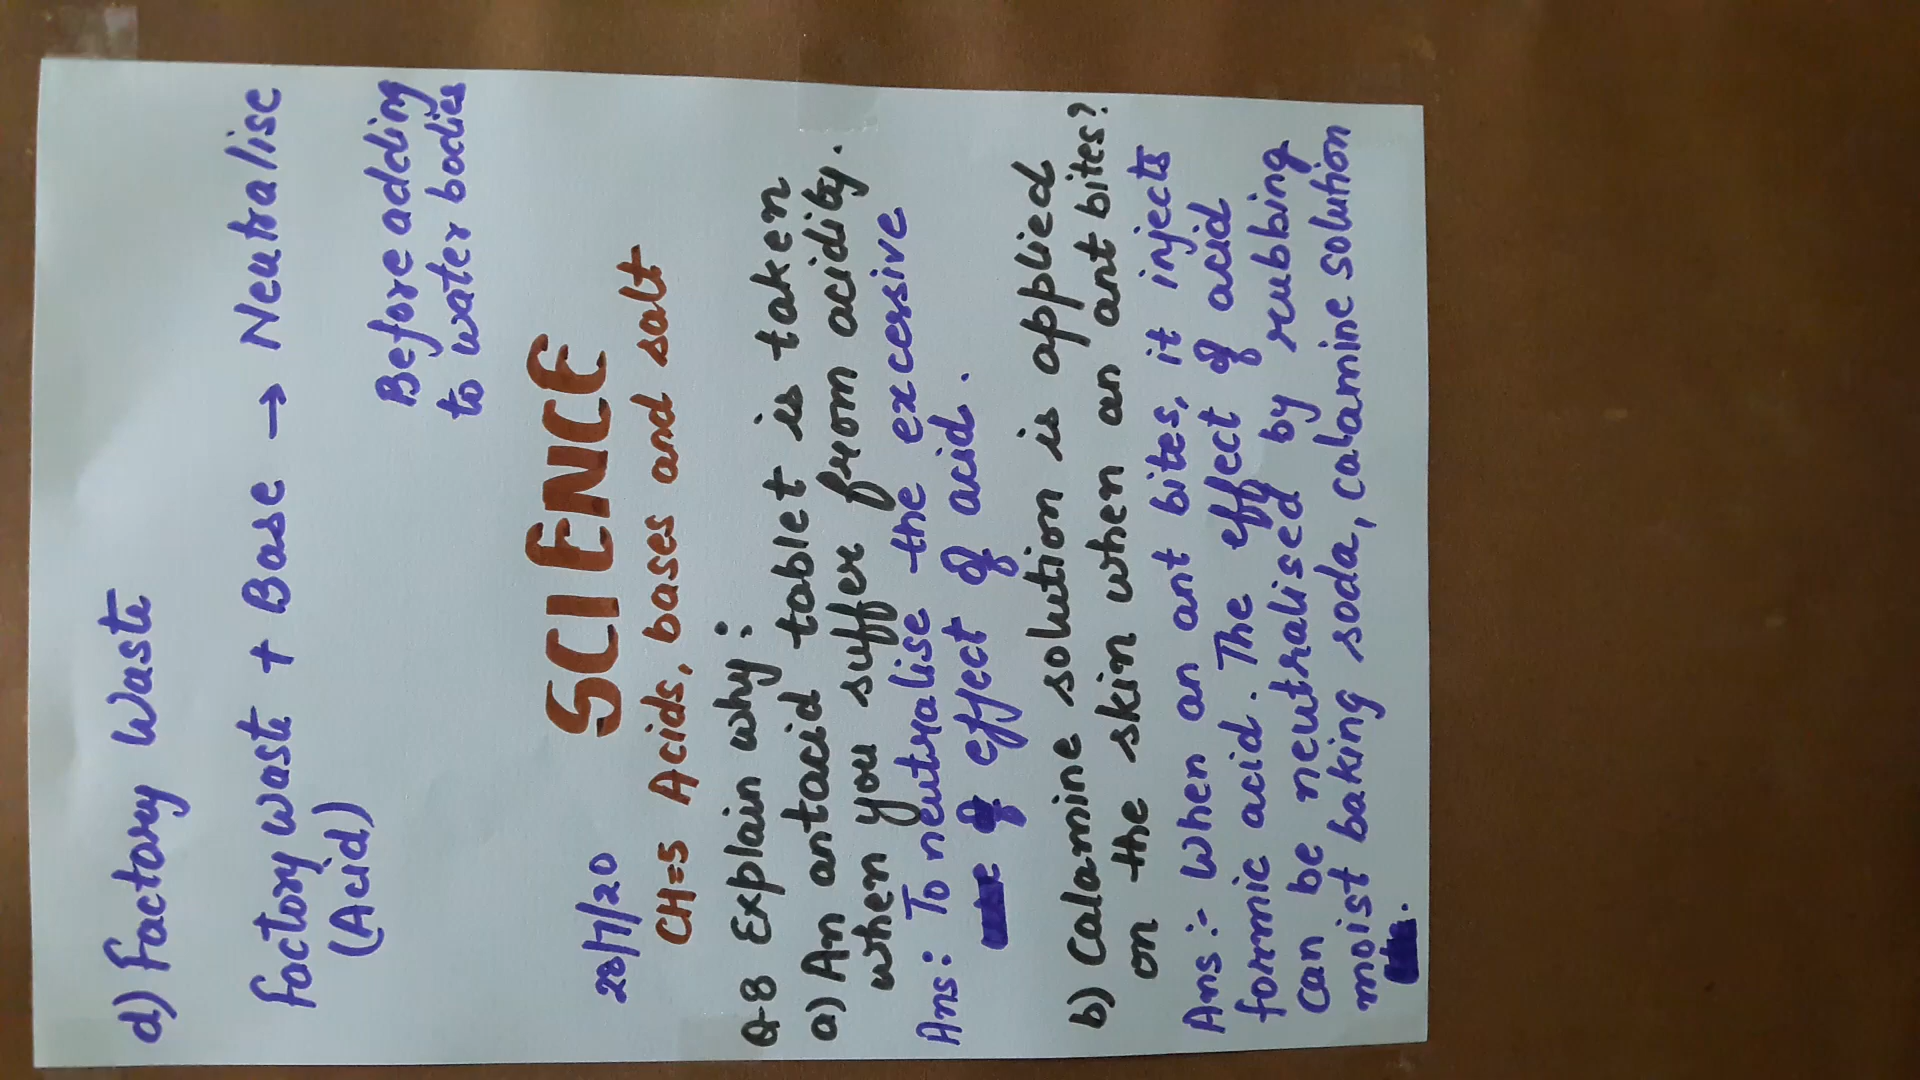 d) Factory Waste
Factory waste + Base → Neutralise
(Acid)
Before adding
to water bodies
SCIENCE
28/7/20
CH=5 Acids, bases and salt
Q-8 Explain why:
a) An antacid tablet is taken
when you suffer from acidity.
Ans: To neutralise the excessive
effect of acid.
b) Calamine solution is applied
on the skin when an ant bites?
Ans:- When an ant bites, it injects
formic acid. The effect of acid
can be neutralised by rubbing
moist baking soda, calamine solution
.